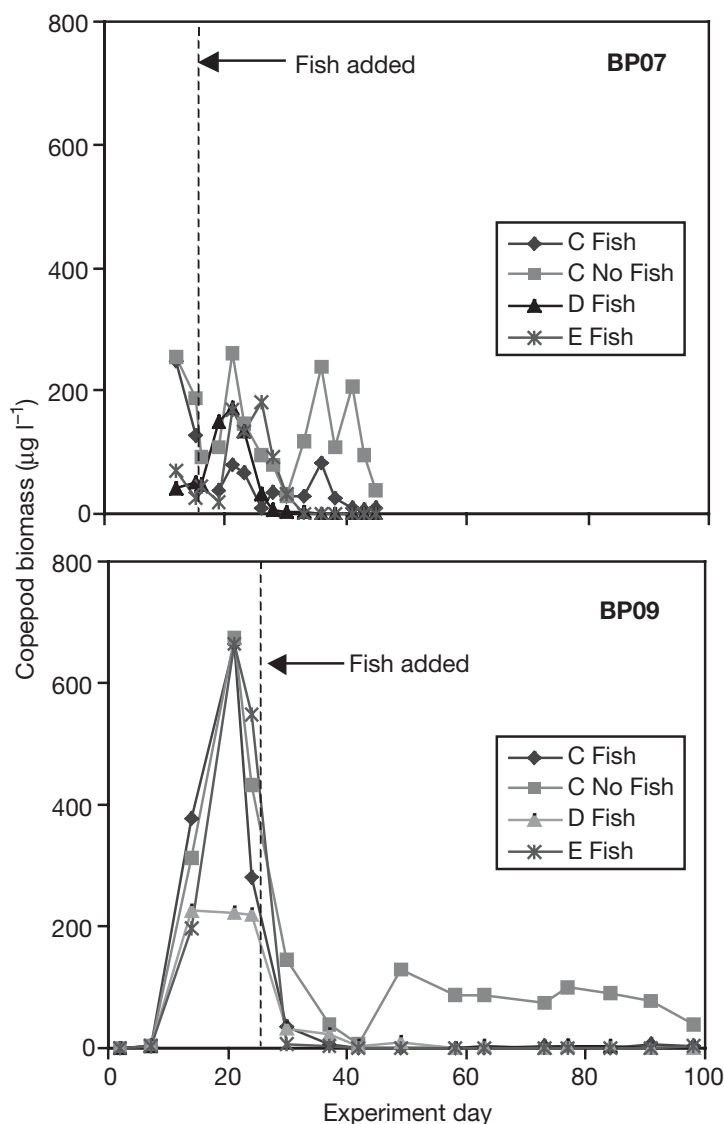 800
Fish added
BP07
600
400
C Fish
C No Fish
D Fish
E Fish
200
0
Copepod biomass (µg l⁻¹)
800
BP09
600
Fish added
C Fish
C No Fish
D Fish
E Fish
400
200
0
0 20 40 60 80 100
Experiment day